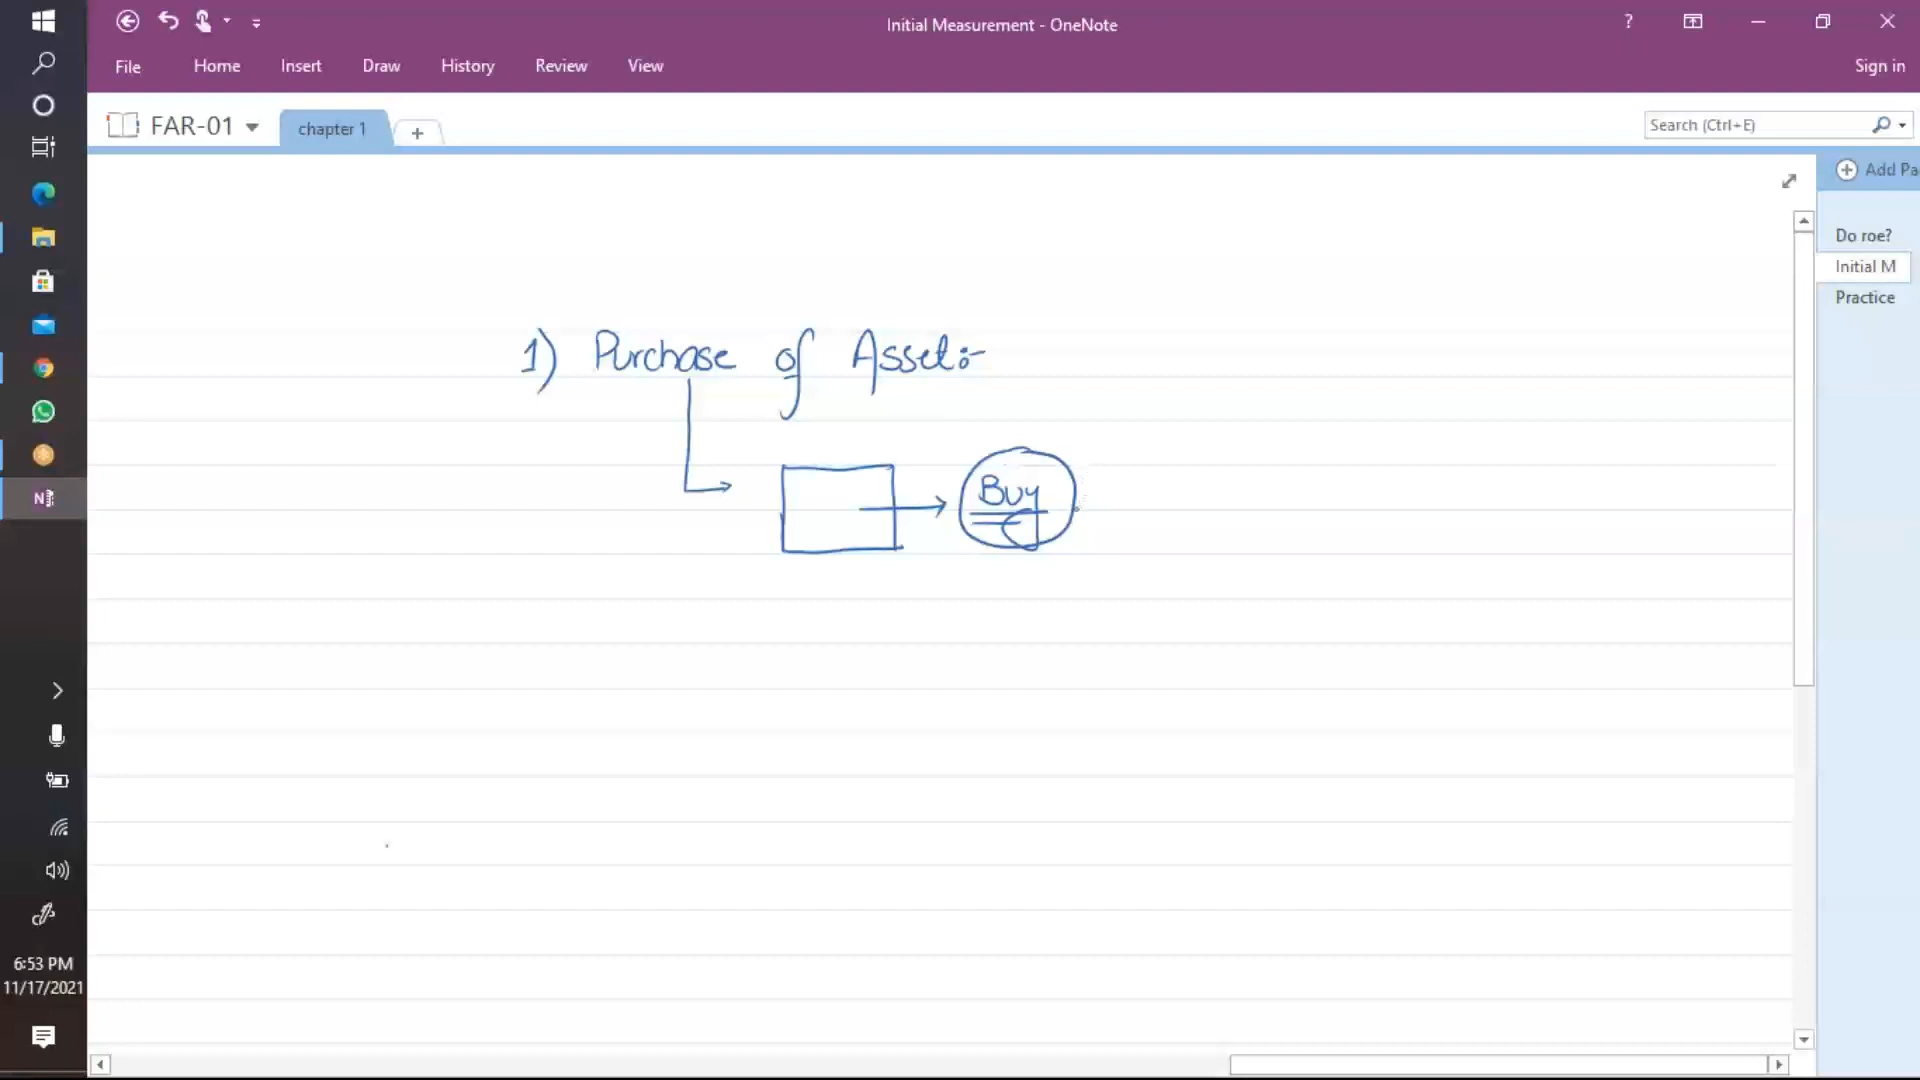 Initial Measurement - OneNote
?
File Home Insert Draw History Review View
Sign in
FAR-01
chapter 1
+
Search (Ctrl+E)
Add Pa
Do roe?
Initial M
Practice
1) Purchase of Asset:-
Buy
6:53 PM
11/17/2021